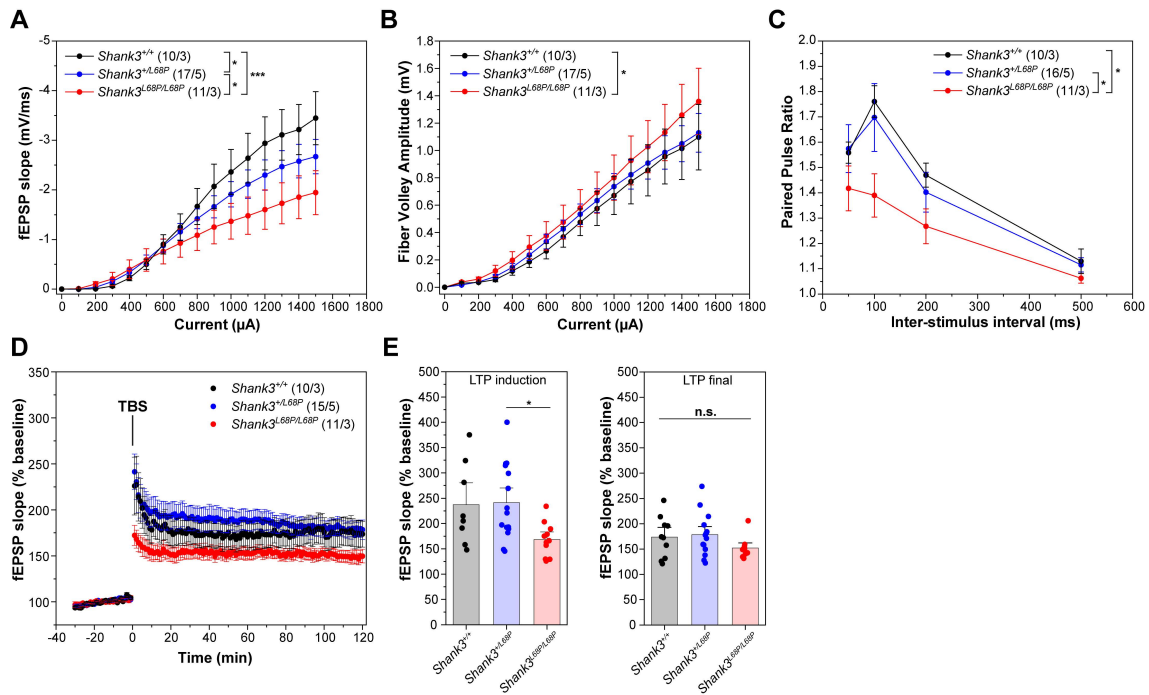 A
-5
-4
-3
-2
-1
0
fEPSP slope (mV/ms)
Shank3+/+ (10/3)
Shank3+/L68P (17/5)
Shank3L68P/L68P (11/3)
*
*
***
0 200 400 600 800 1000 1200 1400 1600 1800
Current (µA)
B
1.8
1.6
1.4
1.2
1.0
0.8
0.6
0.4
0.2
0.0
Fiber Volley Amplitude (mV)
Shank3+/+ (10/3)
Shank3+/L68P (17/5)
Shank3L68P/L68P (11/3)
*
0 200 400 600 800 1000 1200 1400 1600 1800
Current (µA)
C
2.0
1.9
1.8
1.7
1.6
1.5
1.4
1.3
1.2
1.1
1.0
Paired Pulse Ratio
Shank3+/+ (10/3)
Shank3+/L68P (16/5)
Shank3L68P/L68P (11/3)
*
*
0 100 200 300 400 500 600
Inter-stimulus interval (ms)
D
350
300
250
200
150
100
fEPSP slope (% baseline)
TBS
Shank3+/+ (10/3)
Shank3+/L68P (15/5)
Shank3L68P/L68P (11/3)
-40 -20 0 20 40 60 80 100 120
Time (min)
E
LTP induction
500
450
400
350
300
250
200
150
100
50
0
fEPSP slope (% baseline)
*
Shank3+/+
Shank3+/L68P
Shank3L68P/L68P
LTP final
500
450
400
350
300
250
200
150
100
50
0
fEPSP slope (% baseline)
n.s.
Shank3+/+
Shank3+/L68P
Shank3L68P/L68P